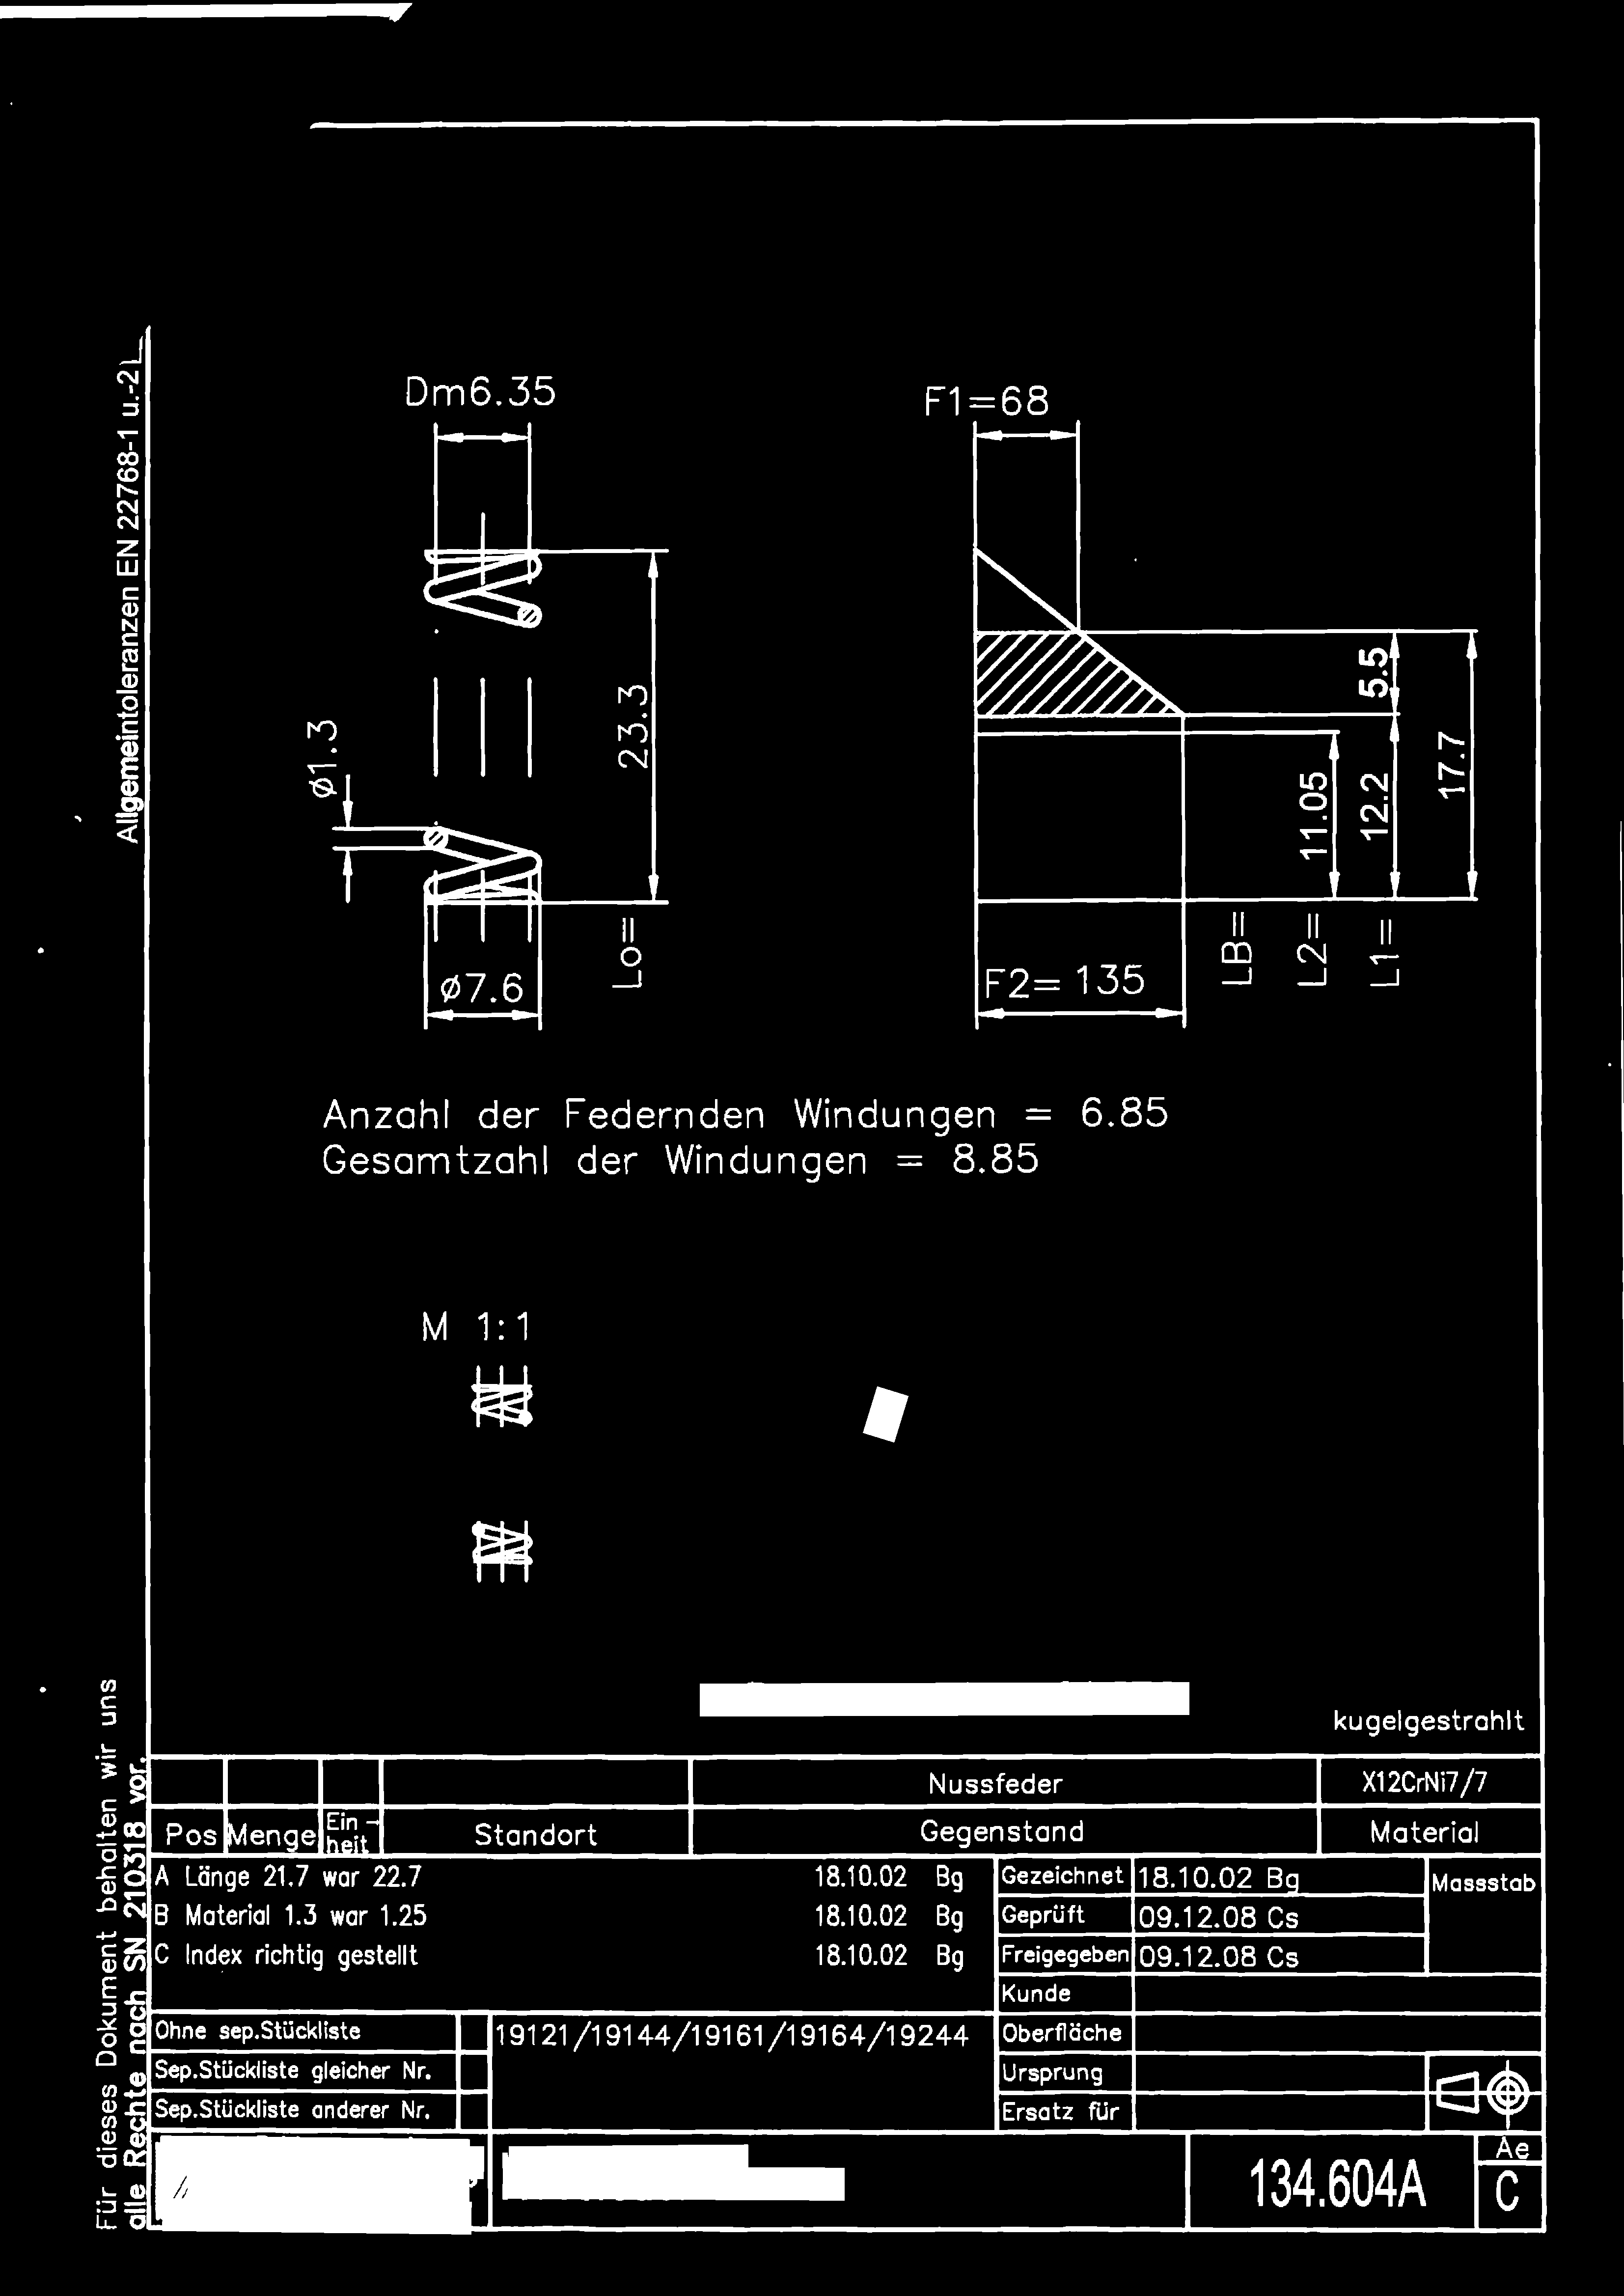 Allgemeintoleranzen EN 22768-1 u.-2
Dm6.35
F1=68
ø1.3
23.3
Lo=
ø7.6
5.5
17.7
12.2
11.05
LB=
L2=
L1=
F2= 135
Anzahl der Federnden Windungen = 6.85
Gesamtzahl der Windungen = 8.85
M 1:1
kugelgestrahlt
Nussfeder X12CrNi7/7
Pos Menge Ein-
heit Standort Gegenstand Material
A Länge 21.7 war 22.7 18.10.02 Bg
B Material 1.3 war 1.25 18.10.02 Bg
C Index richtig gestellt 18.10.02 Bg
Gezeichnet 18.10.02 Bg
Geprüft 09.12.08 Cs
Freigegeben 09.12.08 Cs
Massstab
Kunde
Ohne sep.Stückliste
Sep.Stückliste gleicher Nr.
Sep.Stückliste anderer Nr.
19121/19144/19161/19164/19244
Oberfläche
Ursprung
Ersatz für
134.604A
Ae
C
Für dieses Dokument behalten wir uns
alle Rechte nach SN 210318 vor.